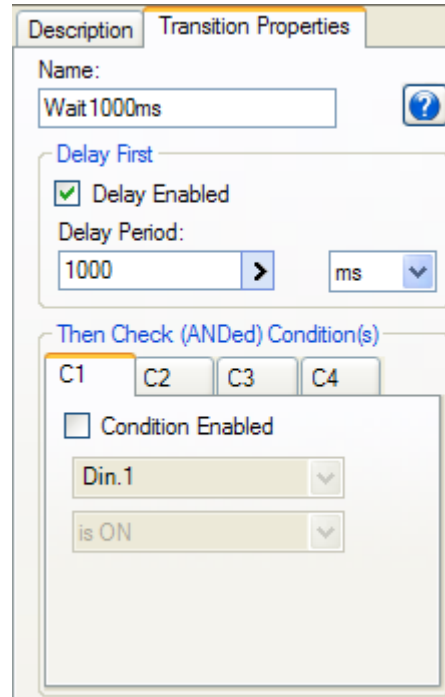 Description Transition Properties
Name:
Wait1000ms
?
Delay First
Delay Enabled
Delay Period:
1000 > ms
Then Check (ANDed) Condition(s)
C1 C2 C3 C4
Condition Enabled
Din.1
is ON